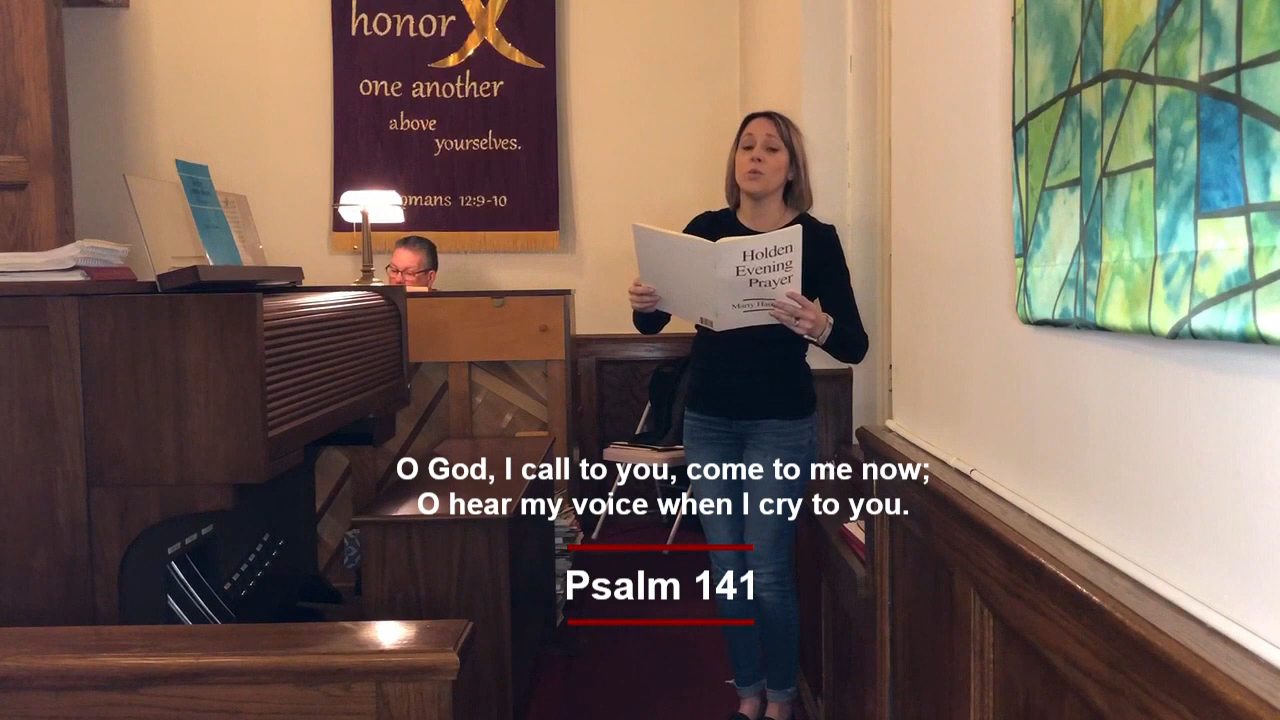 honor
one another
above
yourselves.
omans 12:9-10
Holden
Evening
Prayer
Marty
O God, I call to you, come to me now;
O hear my voice when I cry to you.
Psalm 141